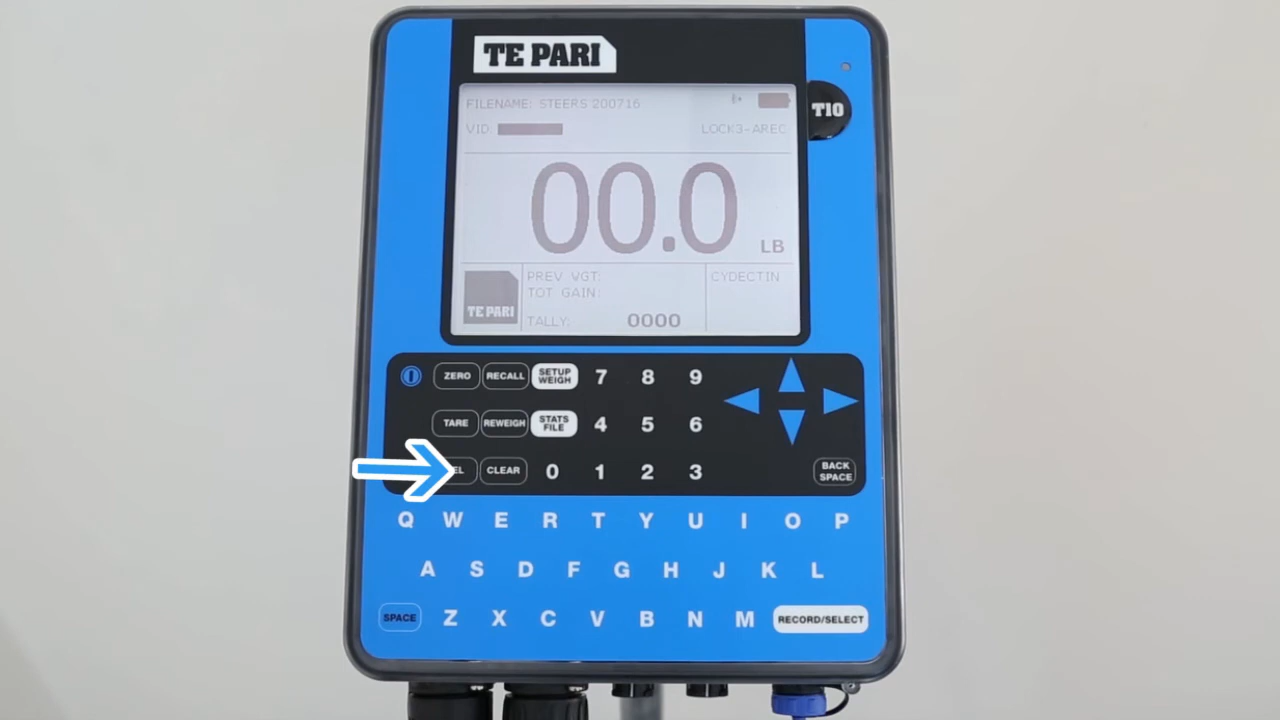 TE PARI
FILENAME: STEERS 200716
T10
VID:
LOCK3-AREC
00.0
LB
PREV WGT:
CYDECTIN
TOT GAIN:
TE PARI
TALLY: 0000
ZERO RECALL SETUP WEIGH 7 8 9
TARE REWEIGH STATS FILE 4 5 6
CLEAR 0 1 2 3 BACK SPACE
Q W E R T Y U I O P
A S D F G H J K L
SPACE Z X C V B N M RECORD/SELECT